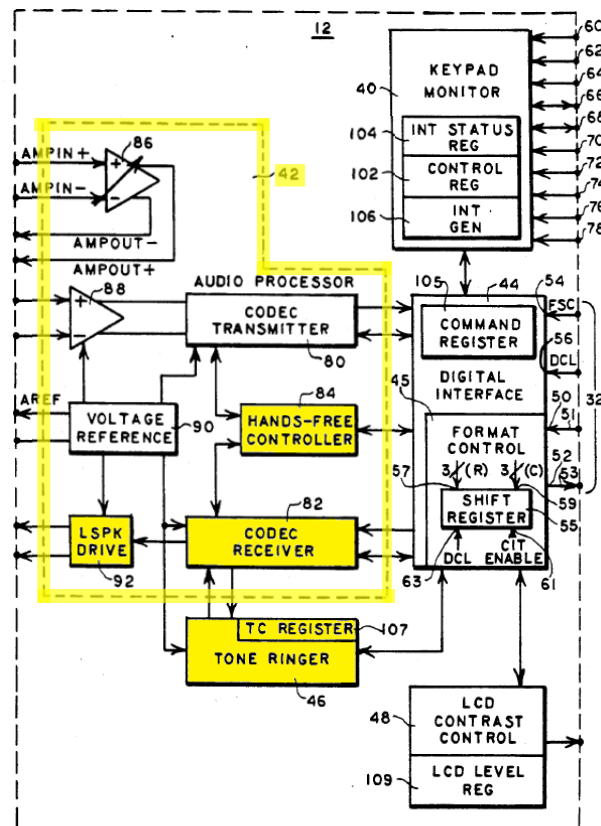 12
60
62
64
66
68
70
72
74
76
78
40
KEYPAD
MONITOR
104
INT STATUS
REG
102
CONTROL
REG
106
INT
GEN
AMPIN+
AMPIN-
+
-
86
42
AMPOUT-
AMPOUT+
+
-
88
AUDIO PROCESSOR
CODEC
TRANSMITTER
80
105
44
54
FSC
COMMAND
REGISTER
56
DCL
32
DIGITAL
INTERFACE
AREF
VOLTAGE
REFERENCE
90
84
HANDS-FREE
CONTROLLER
45
50
51
FORMAT
CONTROL
52
53
57
3
(R)
3
(C)
59
SHIFT
REGISTER
55
63
DCL
CIT
ENABLE
61
LSPK
DRIVE
92
82
CODEC
RECEIVER
TC REGISTER
107
TONE RINGER
46
48
LCD
CONTRAST
CONTROL
109
LCD LEVEL
REG